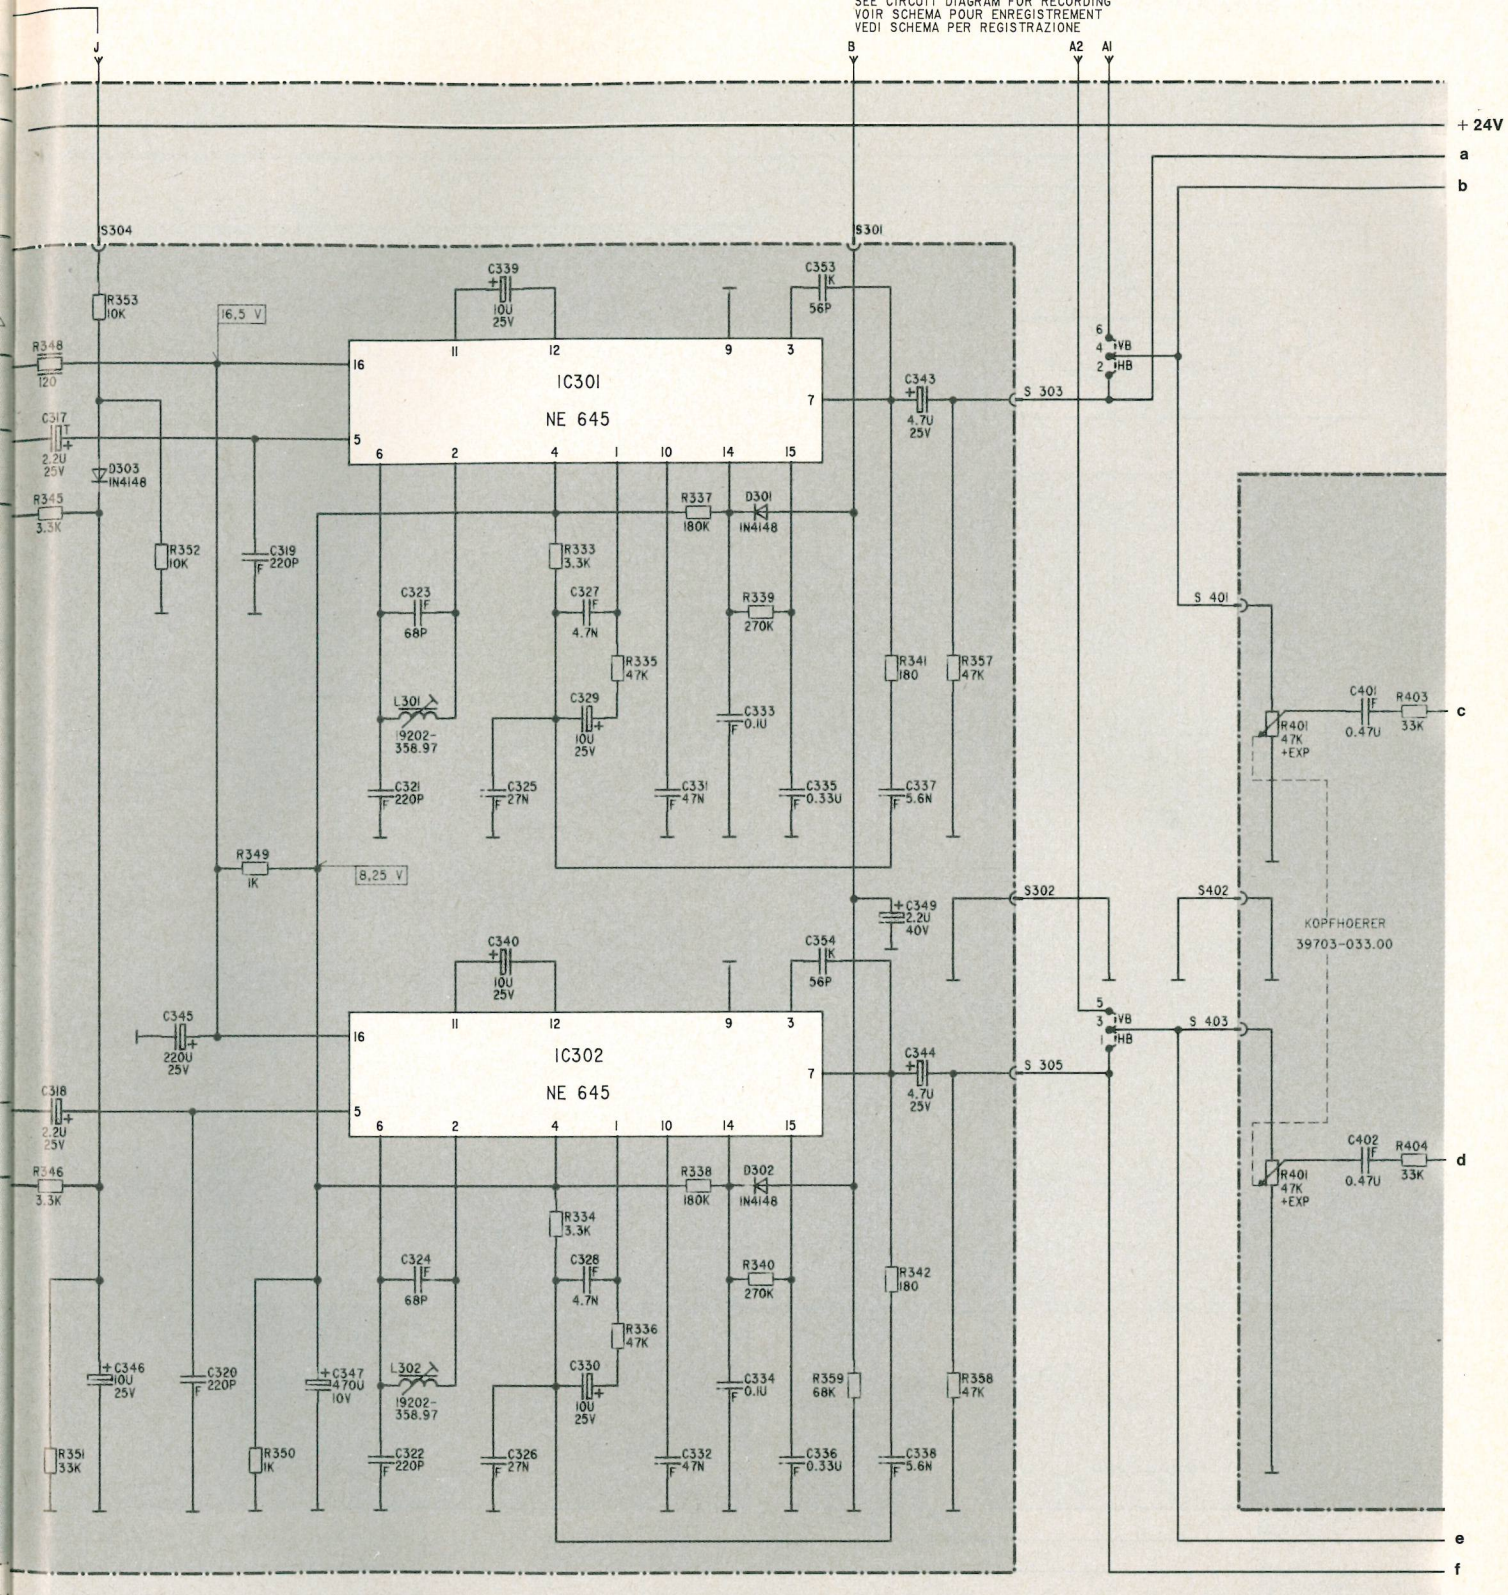 SEE CIRCUIT DIAGRAM FOR RECORDING
VOIR SCHEMA POUR ENREGISTREMENT
VEDI SCHEMA PER REGISTRAZIONE
J
B
A2
A1
+ 24V
a
b
S304
S301
C339
+
10U
25V
C353
K
56P
R353
10K
16,5 V
R348
120
11
12
9
3
16
IC301
NE 645
7
5
6
2
4
1
10
14
15
C343
+
4.7U
25V
S 303
6
4
2
VB
HB
C317
T
+
2.2U
25V
D303
1N4148
R345
3.3K
R337
180K
D301
1N4148
R352
10K
C319
F
220P
R333
3.3K
C323
F
68P
C327
F
4.7N
R339
270K
S 401
R335
47K
R341
180
R357
47K
L301
19202-
358.97
C329
+
10U
25V
C333
F
0.1U
C401
F
0.47U
R403
33K
c
R401
47K
+EXP
C321
F
220P
C325
F
27N
C331
F
47N
C335
F
0.33U
C337
F
5.6N
R349
1K
8,25 V
+
C349
2.2U
40V
S302
S402
KOPFHOERER
39703-033.00
C340
+
10U
25V
C354
K
56P
C345
+
220U
25V
11
12
9
3
16
IC302
NE 645
7
5
6
2
4
1
10
14
15
C344
+
4.7U
25V
S 305
5
3
1
VB
HB
S 403
C318
+
2.2U
25V
R346
3.3K
R338
180K
D302
1N4148
C402
F
0.47U
R404
33K
d
R401
47K
+EXP
R334
3.3K
C324
F
68P
C328
F
4.7N
R340
270K
R342
180
R336
47K
+
C346
10U
25V
C320
F
220P
+
C347
470U
10V
L302
19202-
358.97
C330
+
10U
25V
C334
F
0.1U
R359
68K
R358
47K
R351
33K
R350
1K
C322
F
220P
C326
F
27N
C332
F
47N
C336
F
0.33U
C338
F
5.6N
e
f